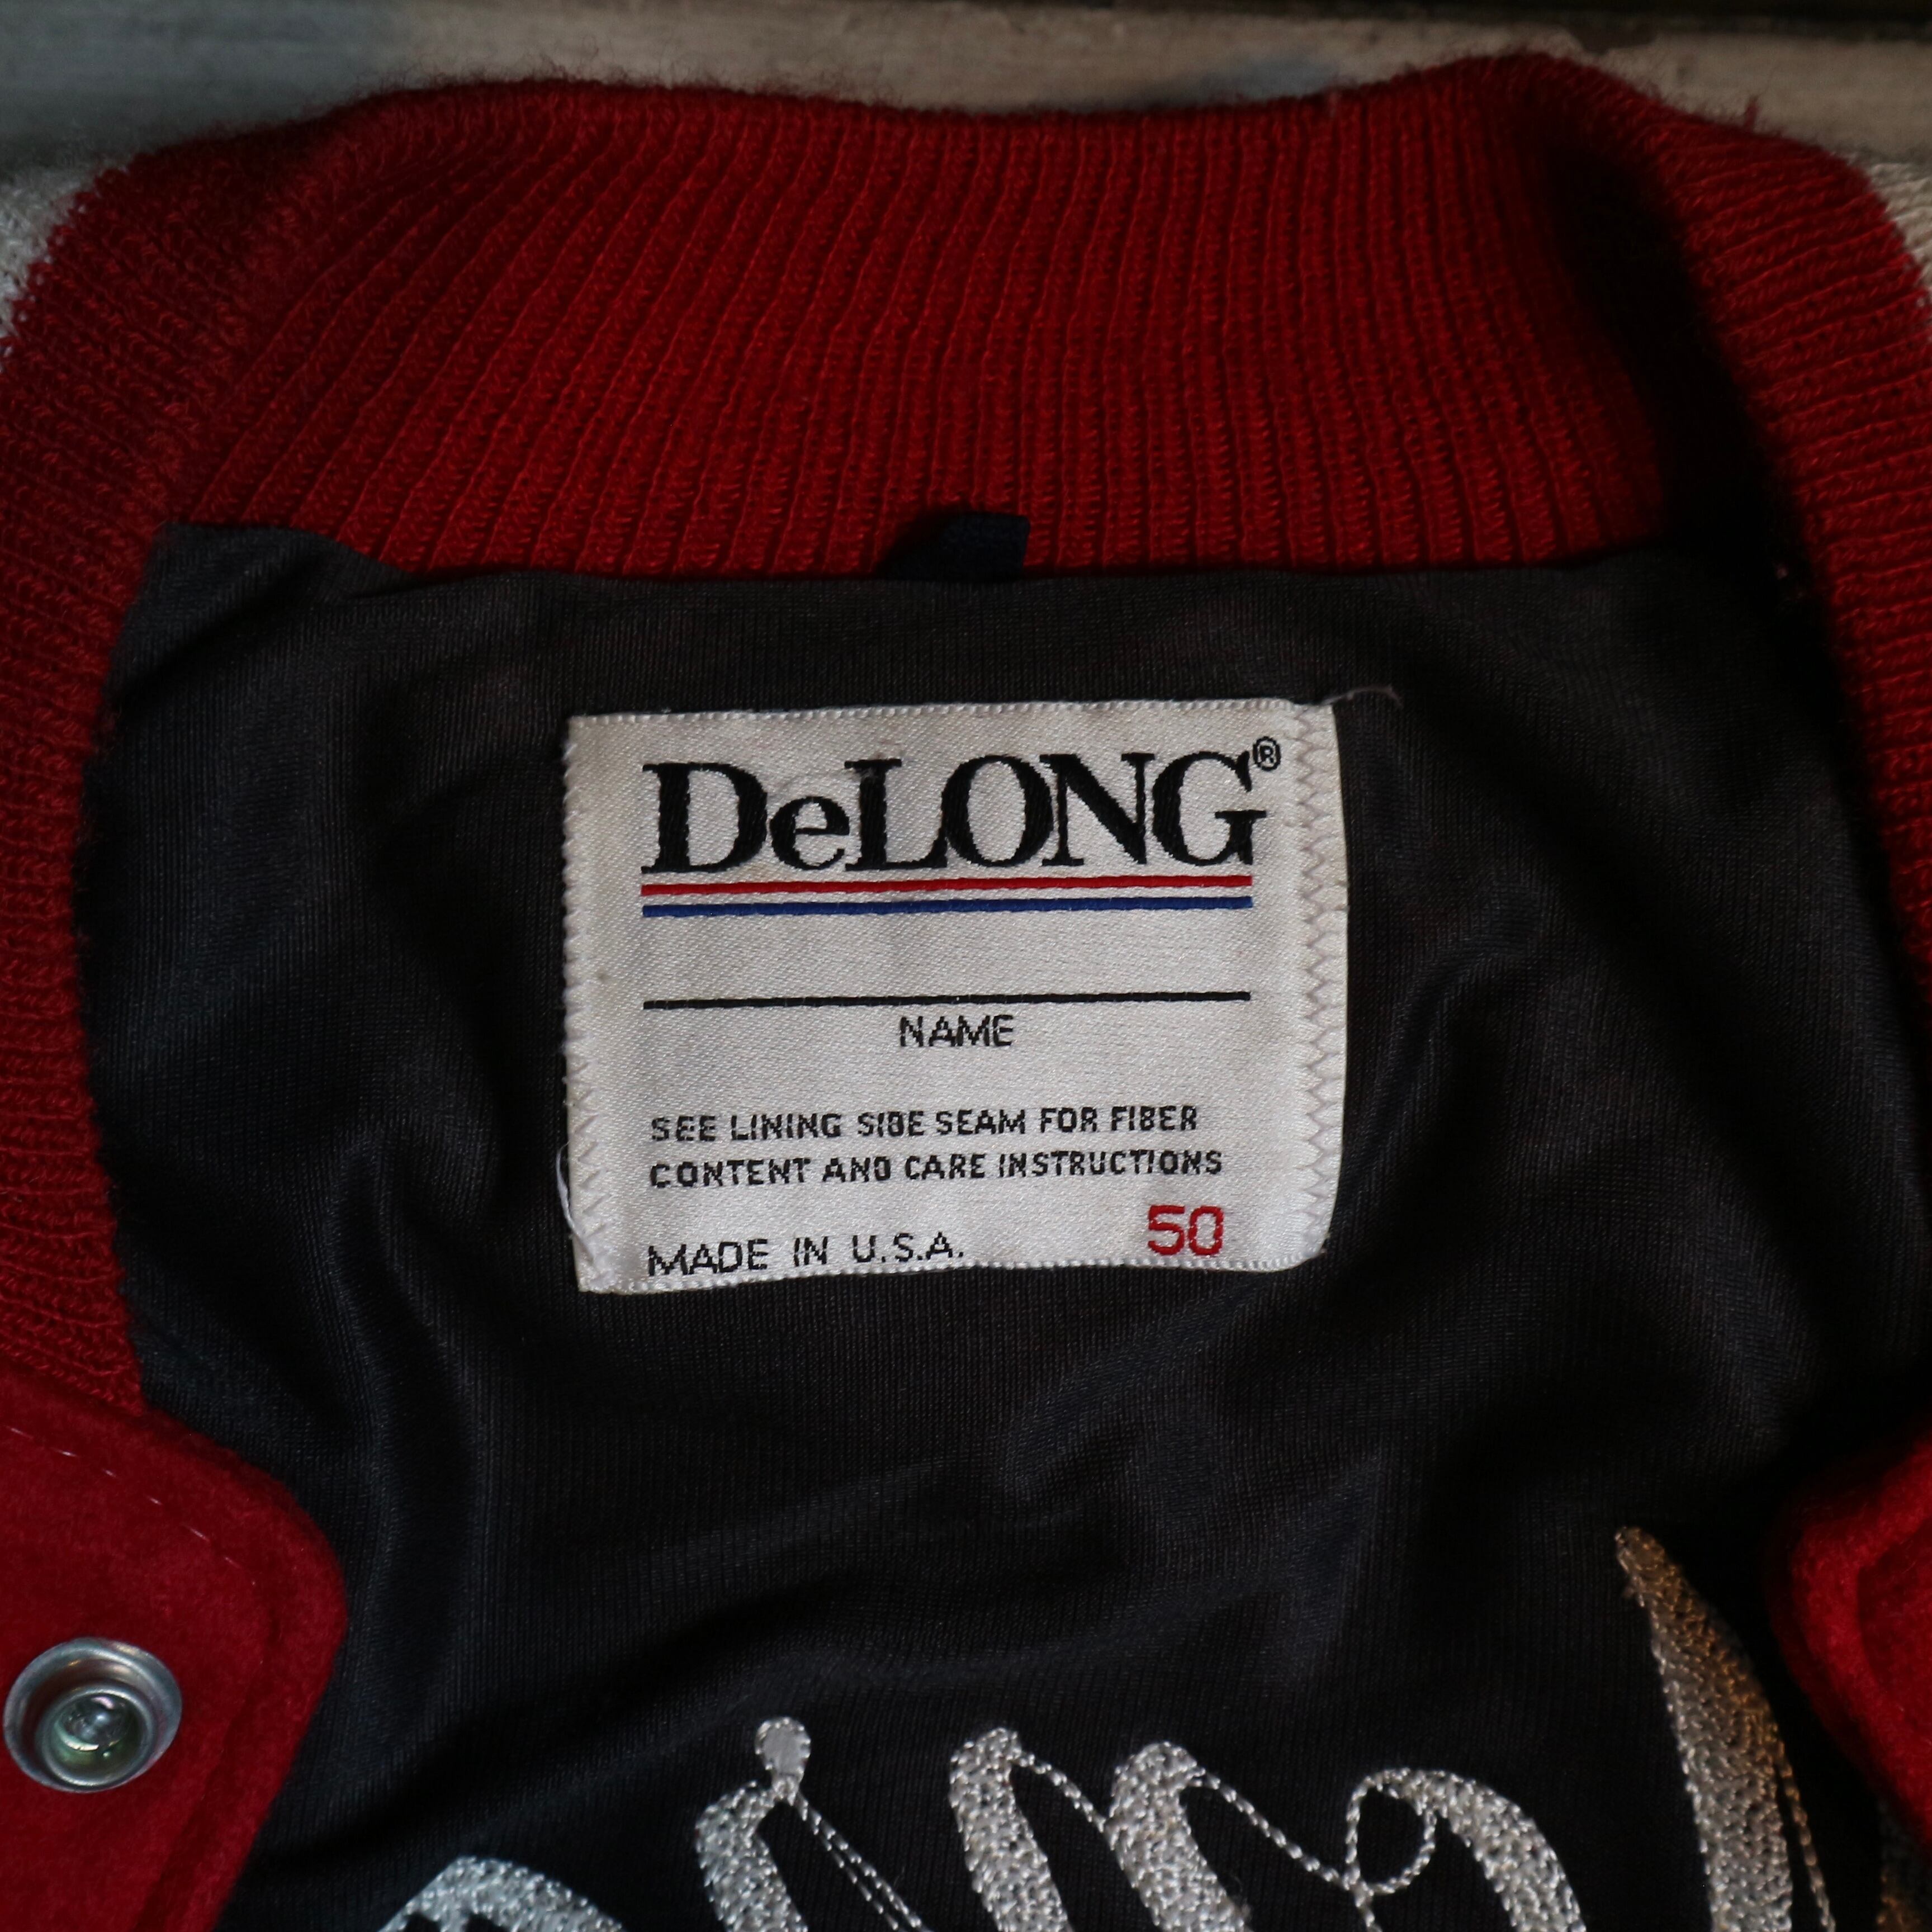 DeLONG®
NAME
SEE LINING SIDE SEAM FOR FIBER
CONTENT AND CARE INSTRUCTIONS
50
MADE IN U.S.A.